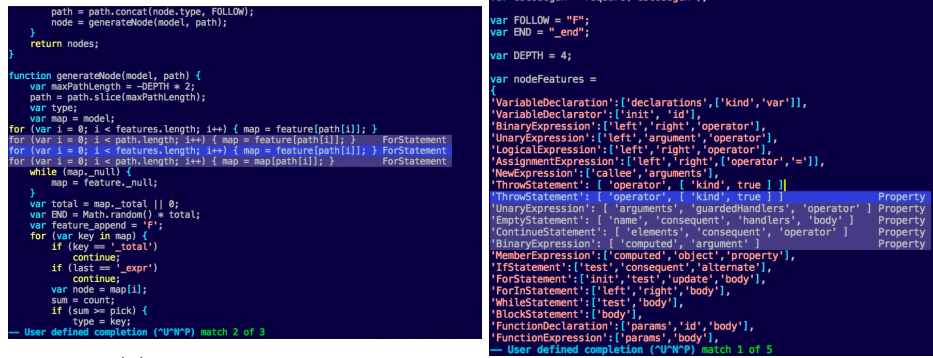 path = path.concat(node.type, FOLLOW);
node = generateNode(model, path);
}
return nodes;
}
function generateNode(model, path) {
var maxPathLength = -DEPTH * 2;
path = path.slice(maxPathLength);
var type;
var map = model;
for (var i = 0; i < features.length; i++) { map = feature[path[i]]; }
for (var i = 0; i < path.length; i++) { map = feature[path[i]]; } ForStatement
for (var i = 0; i < features.length; i++) { map = feature[path[i]]; } ForStatement
for (var i = 0; i < path.length; i++) { map = map[path[i]]; } ForStatement
while (map._null) {
map = feature._null;
}
var total = map._total || 0;
var END = Math.random() * total;
var feature_append = 'F';
for (var key in map) {
if (key == '_total')
continue;
if (last == '_expr')
continue;
var node = map[i];
sum = count;
if (sum >= pick) {
type = key;
-- User defined completion (^U^N^P) match 2 of 3
var FOLLOW = "F";
var END = "_end";
var DEPTH = 4;
var nodeFeatures =
{
'VariableDeclaration':['declarations',['kind','var']],
'VariableDeclarator':['init', 'id'],
'BinaryExpression':['left','right','operator'],
'UnaryExpression':['left','argument','operator'],
'LogicalExpression':['left','right','operator'],
'AssignmentExpression':['left','right',['operator','=']],
'NewExpression':['callee','arguments'],
'ThrowStatement': [ 'operator', [ 'kind', true ] ]
'ThrowStatement': [ 'operator', [ 'kind', true ] ] Property
'UnaryExpression': [ 'arguments', 'guardedHandlers', 'operator' ] Property
'EmptyStatement': [ 'name', 'consequent', 'handlers', 'body' ] Property
'ContinueStatement': [ 'elements', 'consequent', 'operator' ] Property
'BinaryExpression': [ 'computed', 'argument' ] Property
'MemberExpression':['computed','object','property'],
'IfStatement':['test','consequent','alternate'],
'ForStatement':['init','test','update','body'],
'ForInStatement':['left','right','body'],
'WhileStatement':['test','body'],
'BlockStatement':['body'],
'FunctionDeclaration':['params','id','body'],
'FunctionExpression':['params','body'],
-- User defined completion (^U^N^P) match 1 of 5